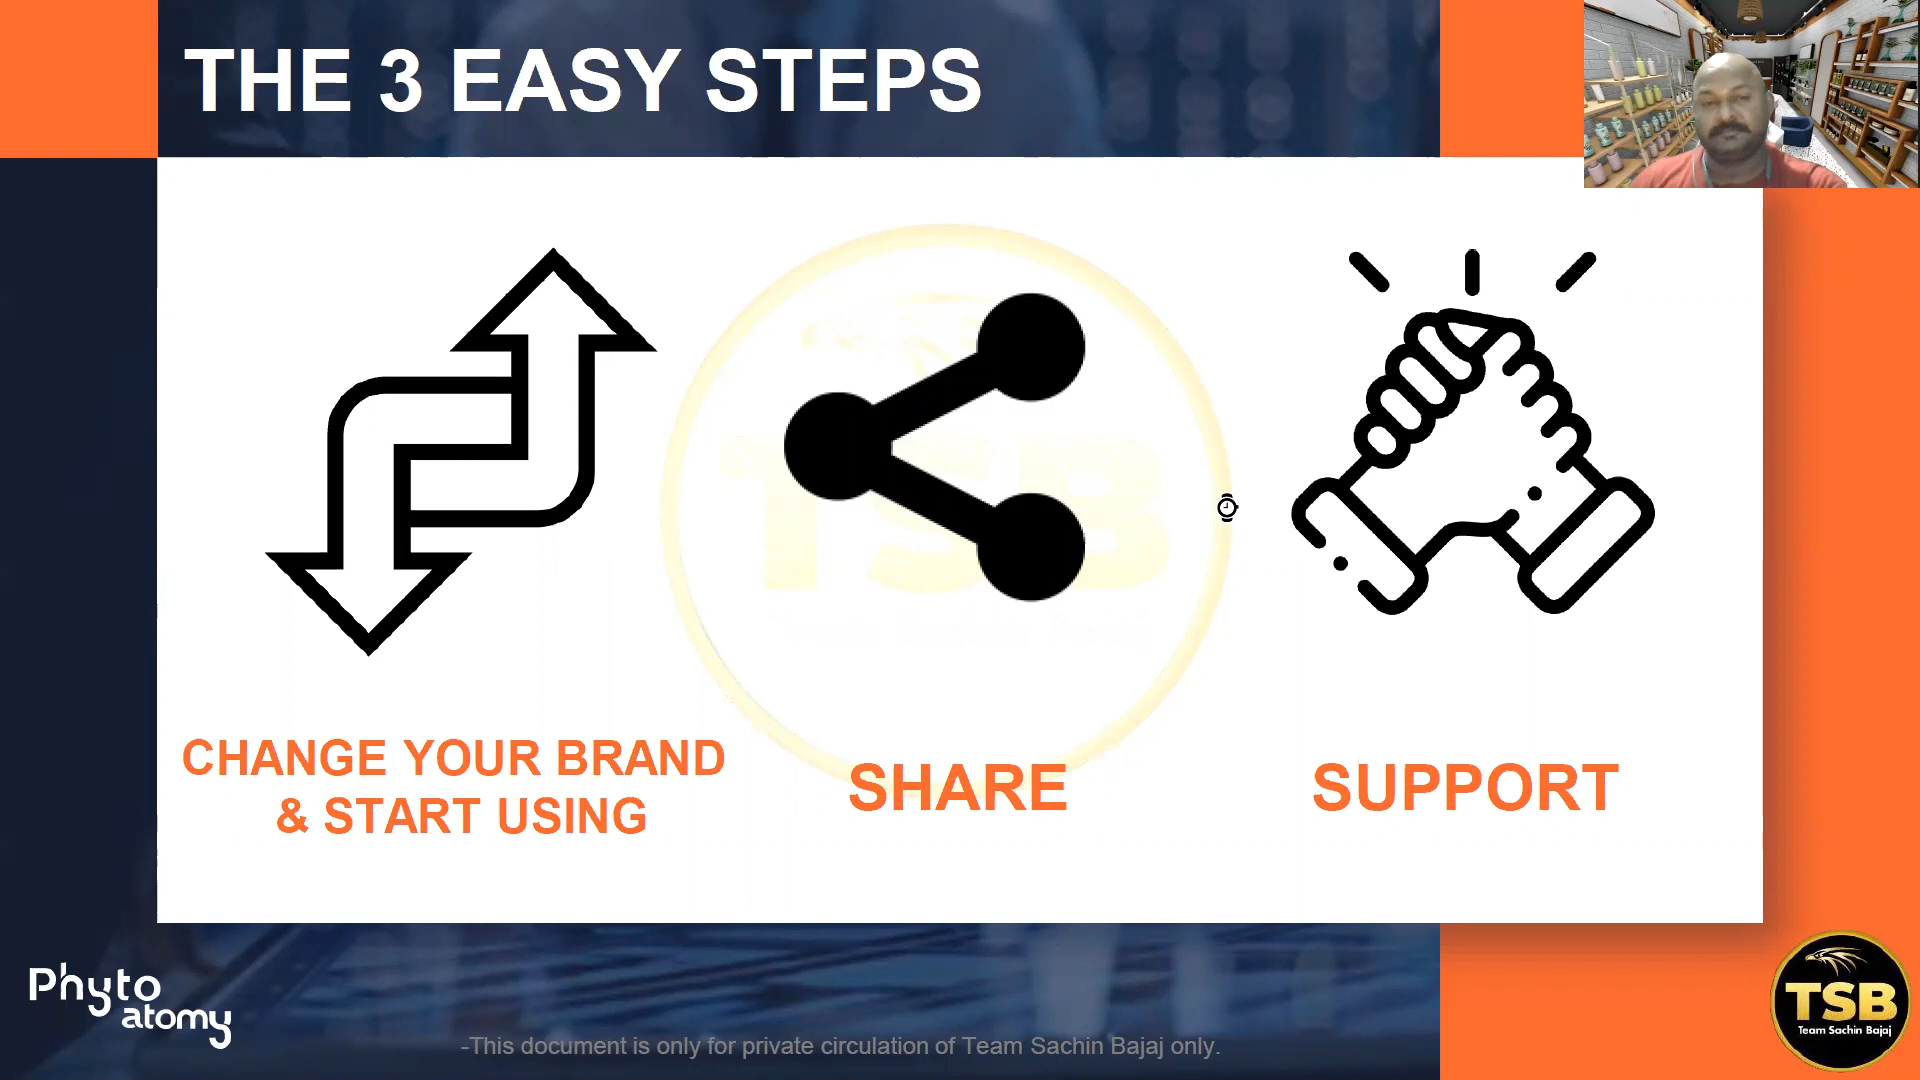 THE 3 EASY STEPS
TSB
CHANGE YOUR BRAND
& START USING
SHARE
SUPPORT
Phyto
atomy
-This document is only for private circulation of Team Sachin Bajaj only.
TSB
Team Sachin Bajaj